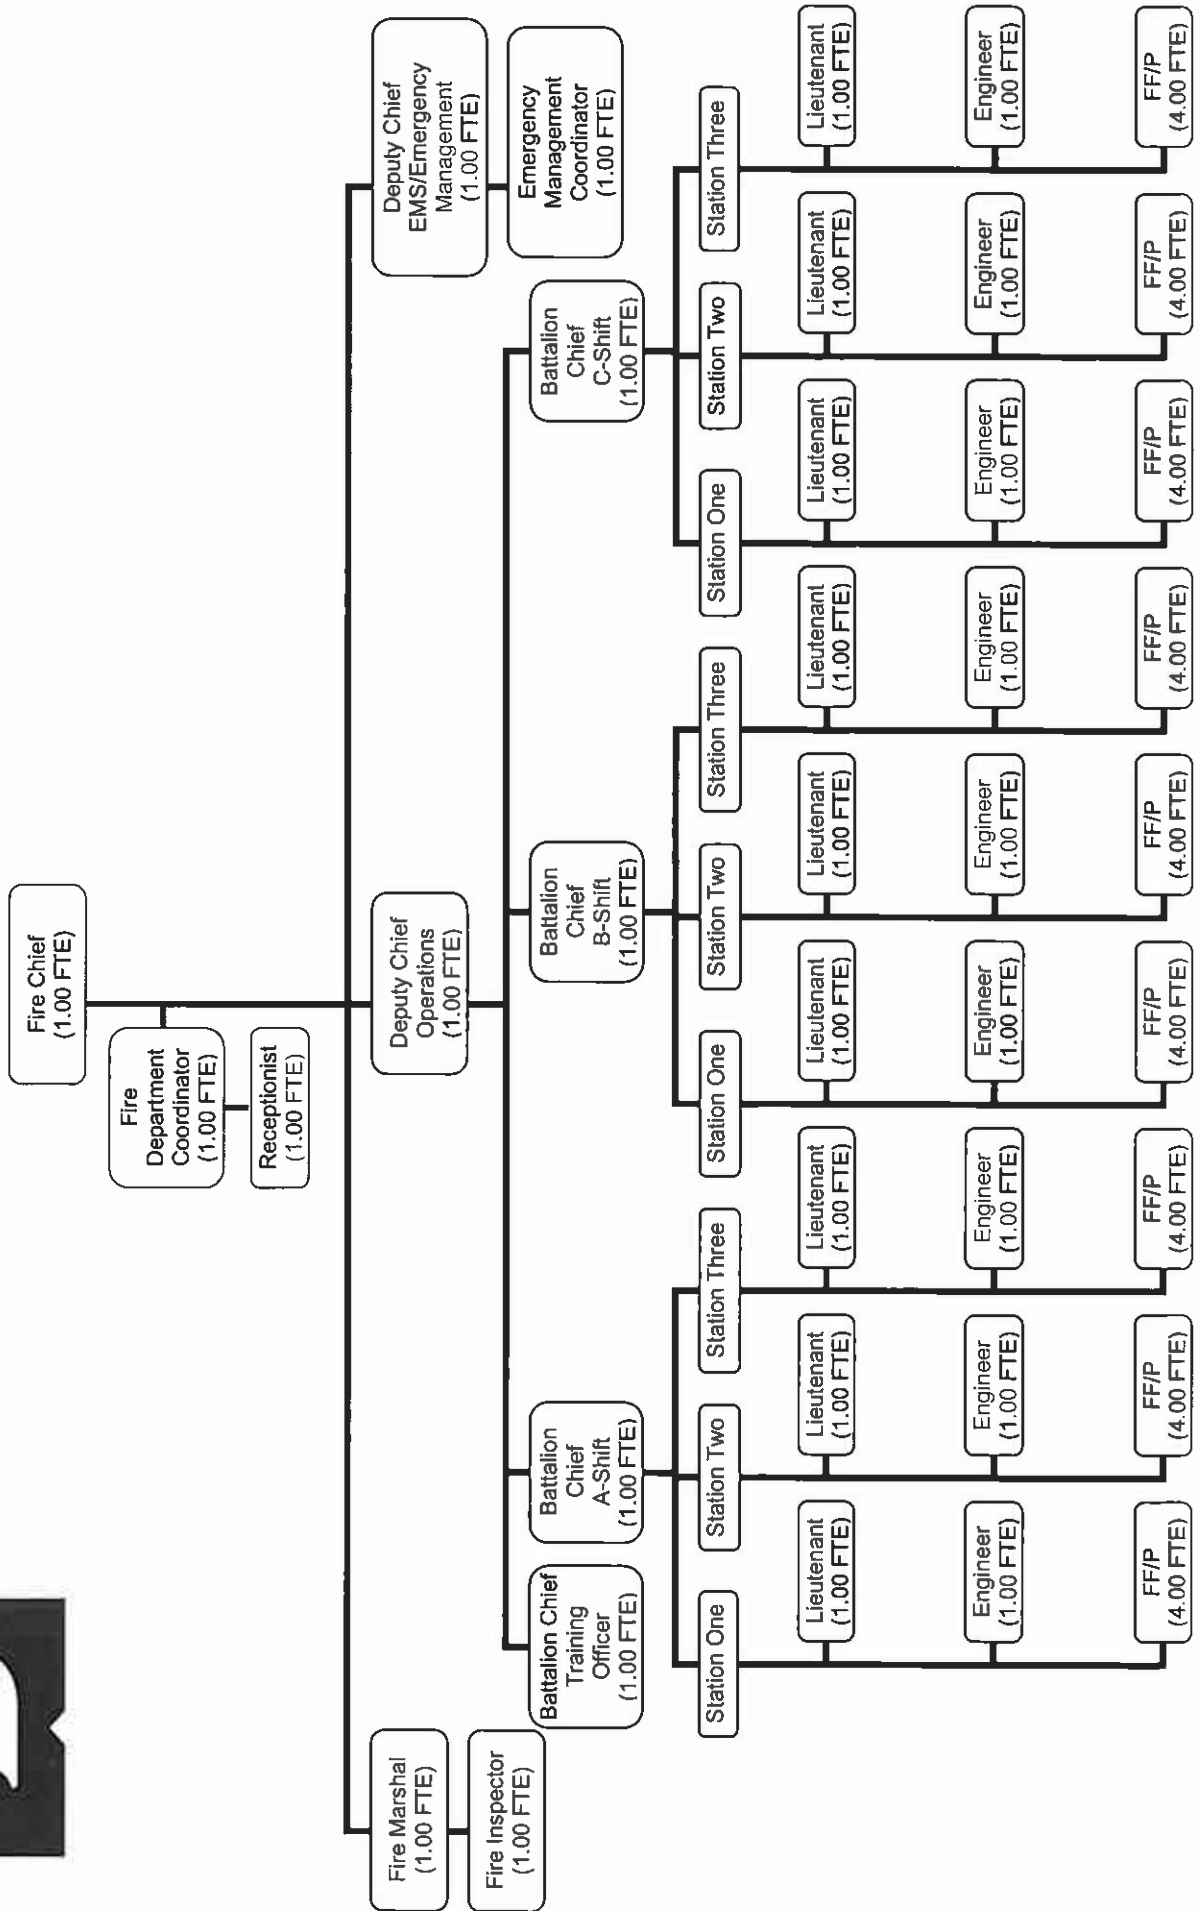 Fire Chief
(1.00 FTE)
Fire
Department
Coordinator
(1.00 FTE)
Receptionist
(1.00 FTE)
Fire Marshal
(1.00 FTE)
Fire Inspector
(1.00 FTE)
Deputy Chief
Operations
(1.00 FTE)
Deputy Chief
EMS/Emergency
Management
(1.00 FTE)
Emergency
Management
Coordinator
(1.00 FTE)
Battalion Chief
Training
Officer
(1.00 FTE)
Battalion
Chief
A-Shift
(1.00 FTE)
Battalion
Chief
B-Shift
(1.00 FTE)
Battalion
Chief
C-Shift
(1.00 FTE)
Station One
Lieutenant
(1.00 FTE)
Engineer
(1.00 FTE)
FF/P
(4.00 FTE)
Station Two
Lieutenant
(1.00 FTE)
Engineer
(1.00 FTE)
FF/P
(4.00 FTE)
Station Three
Lieutenant
(1.00 FTE)
Engineer
(1.00 FTE)
FF/P
(4.00 FTE)
Station One
Lieutenant
(1.00 FTE)
Engineer
(1.00 FTE)
FF/P
(4.00 FTE)
Station Two
Lieutenant
(1.00 FTE)
Engineer
(1.00 FTE)
FF/P
(4.00 FTE)
Station Three
Lieutenant
(1.00 FTE)
Engineer
(1.00 FTE)
FF/P
(4.00 FTE)
Station One
Lieutenant
(1.00 FTE)
Engineer
(1.00 FTE)
FF/P
(4.00 FTE)
Station Two
Lieutenant
(1.00 FTE)
Engineer
(1.00 FTE)
FF/P
(4.00 FTE)
Station Three
Lieutenant
(1.00 FTE)
Engineer
(1.00 FTE)
FF/P
(4.00 FTE)